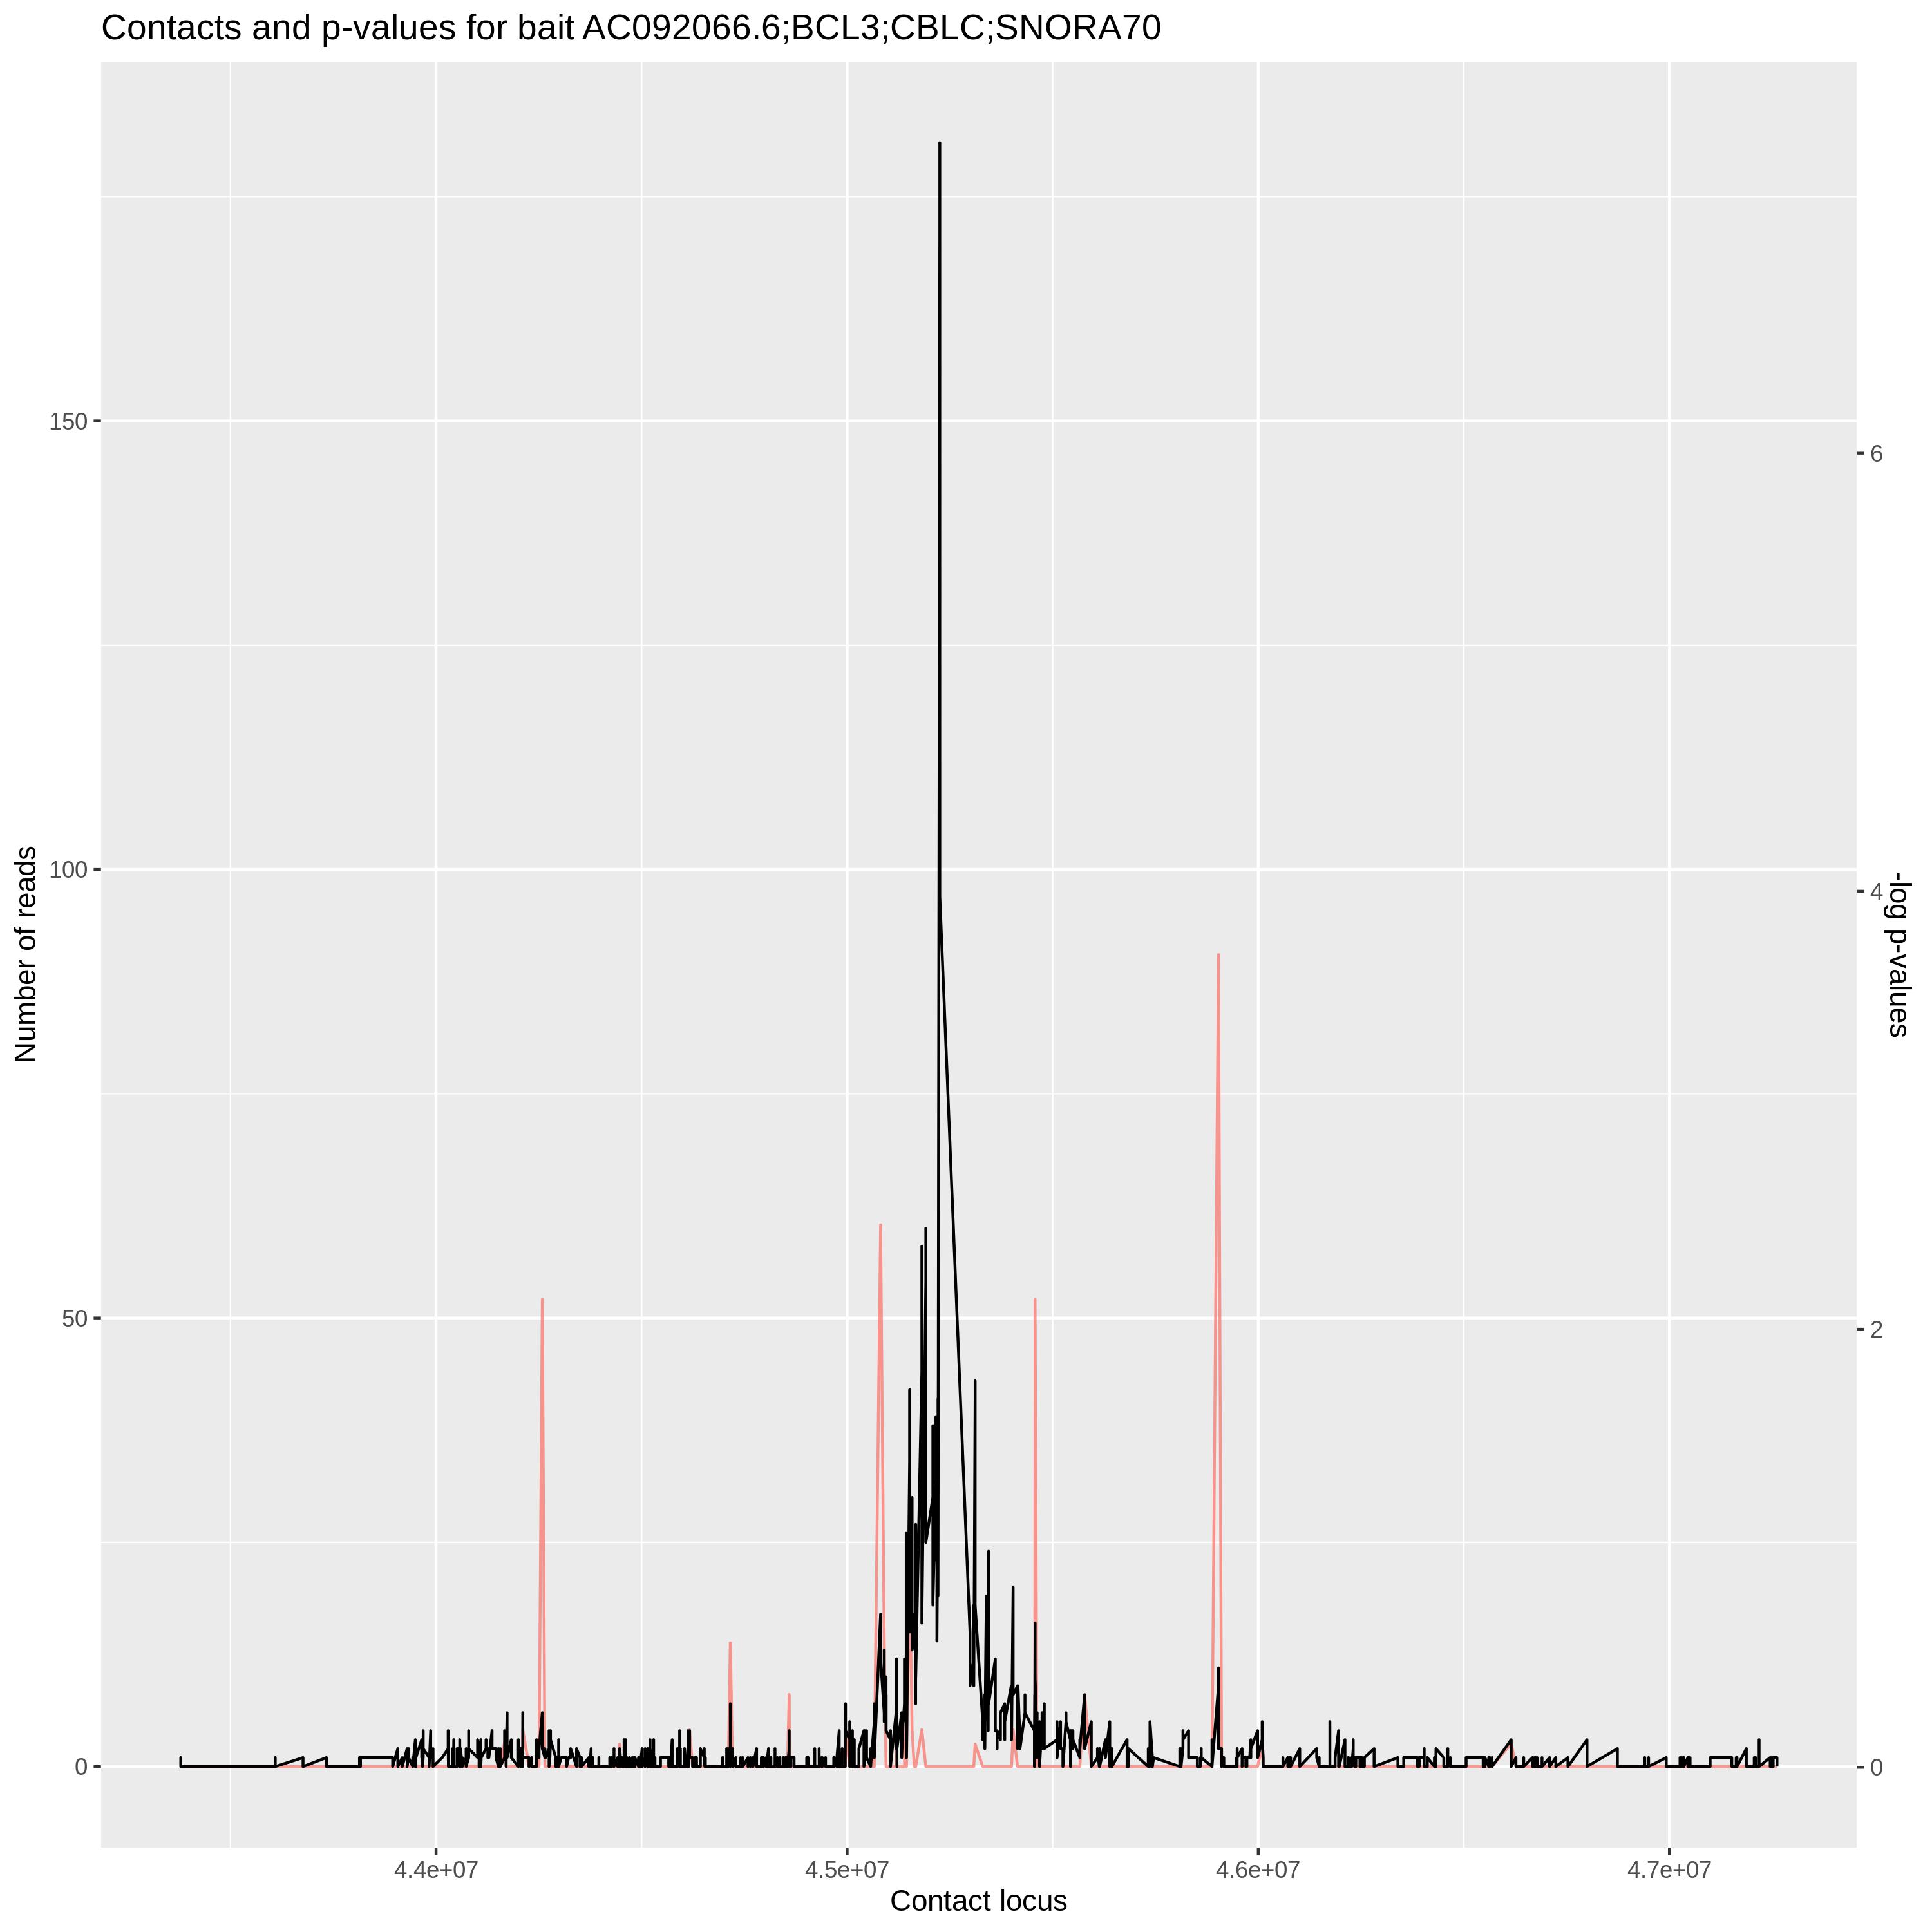 Contacts and p-values for bait AC092066.6;BCL3;CBLC;SNORA70
Number of reads
150
100
50
0
6
4
2
0
-log p-values
4.4e+07
4.5e+07
4.6e+07
4.7e+07
Contact locus